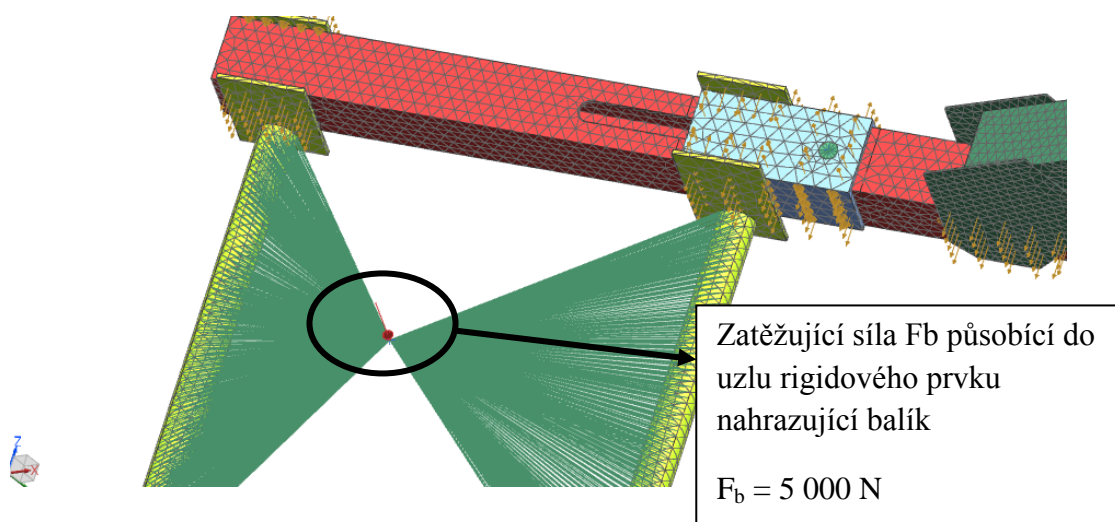 Zatěžující síla Fb působící do
uzlu rigidového prvku
nahrazující balík
F_b = 5 000 N
Z
X